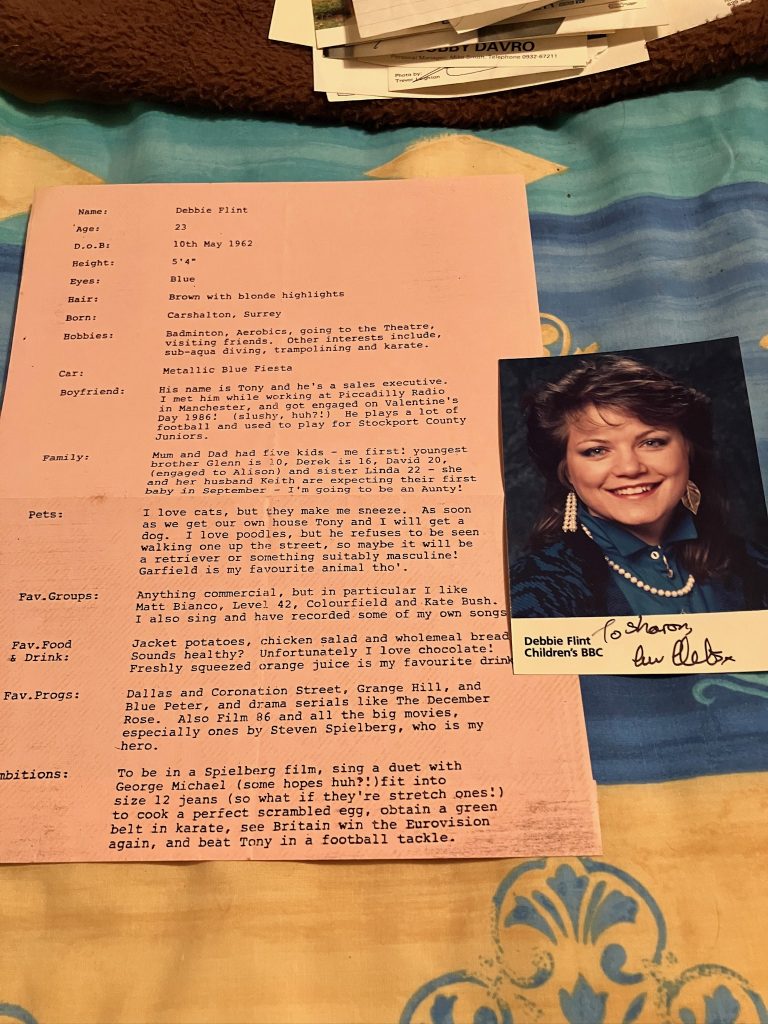 BOBBY DAVRO
Personal Manager: Mike Smith. Telephone 0932 67211
Photo by
Trevor Leighton
Name: Debbie Flint
Age: 23
D.o.B: 10th May 1962
Height: 5'4"
Eyes: Blue
Hair: Brown with blonde highlights
Born: Carshalton, Surrey
Hobbies: Badminton, Aerobics, going to the Theatre,
visiting friends. Other interests include,
sub-aqua diving, trampolining and karate.
Car: Metallic Blue Fiesta
Boyfriend: His name is Tony and he's a sales executive.
I met him while working at Piccadilly Radio
in Manchester, and got engaged on Valentine's
Day 1986! (slushy, huh?!) He plays a lot of
football and used to play for Stockport County
Juniors.
Family: Mum and Dad had five kids - me first! youngest
brother Glenn is 10, Derek is 16, David 20,
(engaged to Alison) and sister Linda 22 - she
and her husband Keith are expecting their first
baby in September - I'm going to be an Aunty!
Pets: I love cats, but they make me sneeze. As soon
as we get our own house Tony and I will get a
dog. I love poodles, but he refuses to be seen
walking one up the street, so maybe it will be
a retriever or something suitably masculine!
Garfield is my favourite animal tho'.
Fav.Groups: Anything commercial, but in particular I like
Matt Bianco, Level 42, Colourfield and Kate Bush.
I also sing and have recorded some of my own songs
Fav.Food Jacket potatoes, chicken salad and wholemeal bread
& Drink: Sounds healthy? Unfortunately I love chocolate!
Freshly squeezed orange juice is my favourite drink
Fav.Progs: Dallas and Coronation Street, Grange Hill, and
Blue Peter, and drama serials like The December
Rose. Also Film 86 and all the big movies,
especially ones by Steven Spielberg, who is my
hero.
mbitions: To be in a Spielberg film, sing a duet with
George Michael (some hopes huh?!)fit into
size 12 jeans (so what if they're stretch ones!)
to cook a perfect scrambled egg, obtain a green
belt in karate, see Britain win the Eurovision
again, and beat Tony in a football tackle.
Debbie Flint
Children's BBC
To Sharon
luv Debs x